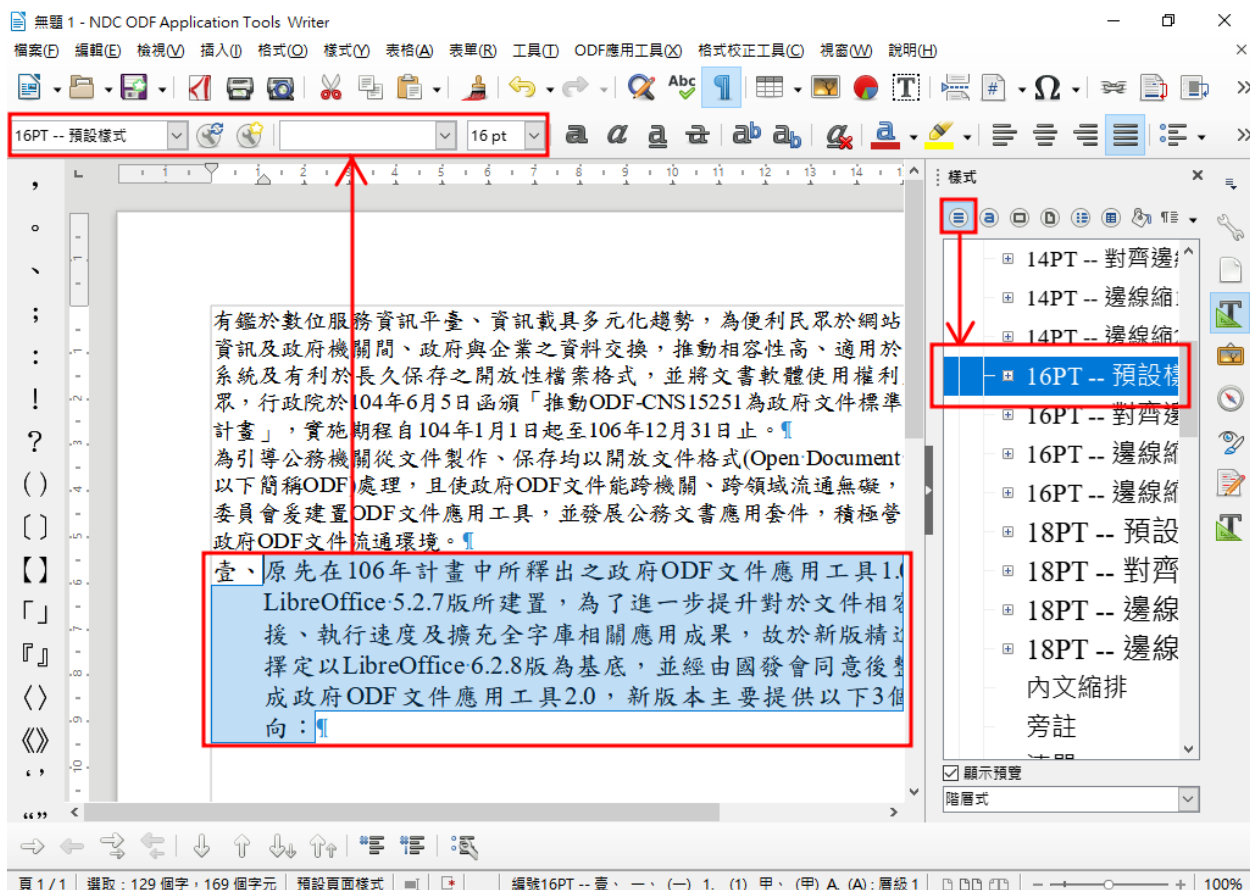 無題 1 - NDC ODF Application Tools Writer
檔案(F) 編輯(E) 檢視(V) 插入(I) 格式(O) 樣式(Y) 表格(A) 表單(R) 工具(T) ODF應用工具(X) 格式校正工具(C) 視窗(W) 說明(H)
16PT -- 預設樣式 16 pt
樣式
14PT -- 對齊邊
14PT -- 邊線縮
14PT -- 邊線縮
16PT -- 預設樣
16PT -- 對齊邊
16PT -- 邊線縮
16PT -- 邊線縮
18PT -- 預設
18PT -- 對齊
18PT -- 邊線
18PT -- 邊線
內文縮排
旁註
顯示預覽
階層式
有鑑於數位服務資訊平臺、資訊載具多元化趨勢，為便利民眾於網站
資訊及政府機關間、政府與企業之資料交換，推動相容性高、適用於
系統及有利於長久保存之開放性檔案格式，並將文書軟體使用權利
眾，行政院於104年6月5日函頒「推動ODF-CNS15251為政府文件標準
計畫」，實施期程自104年1月1日起至106年12月31日止。¶
為引導公務機關從文件製作、保存均以開放文件格式(Open Document
以下簡稱ODF)處理，且使政府ODF文件能跨機關、跨領域流通無礙，
委員會爰建置ODF文件應用工具，並發展公務文書應用套件，積極營
政府ODF文件流通環境。¶
壹、原先在106年計畫中所釋出之政府ODF文件應用工具1.0
LibreOffice 5.2.7版所建置，為了進一步提升對於文件相容
援、執行速度及擴充全字庫相關應用成果，故於新版精進
擇定以LibreOffice 6.2.8版為基底，並經由國發會同意後整
成政府ODF文件應用工具2.0，新版本主要提供以下3個
向：¶
頁 1 / 1 選取：129 個字，169 個字元 預設頁面樣式 編號16PT -- 壹、 一、 (一) 1. (1) 甲、 (甲) A. (A)：層級 1 100%